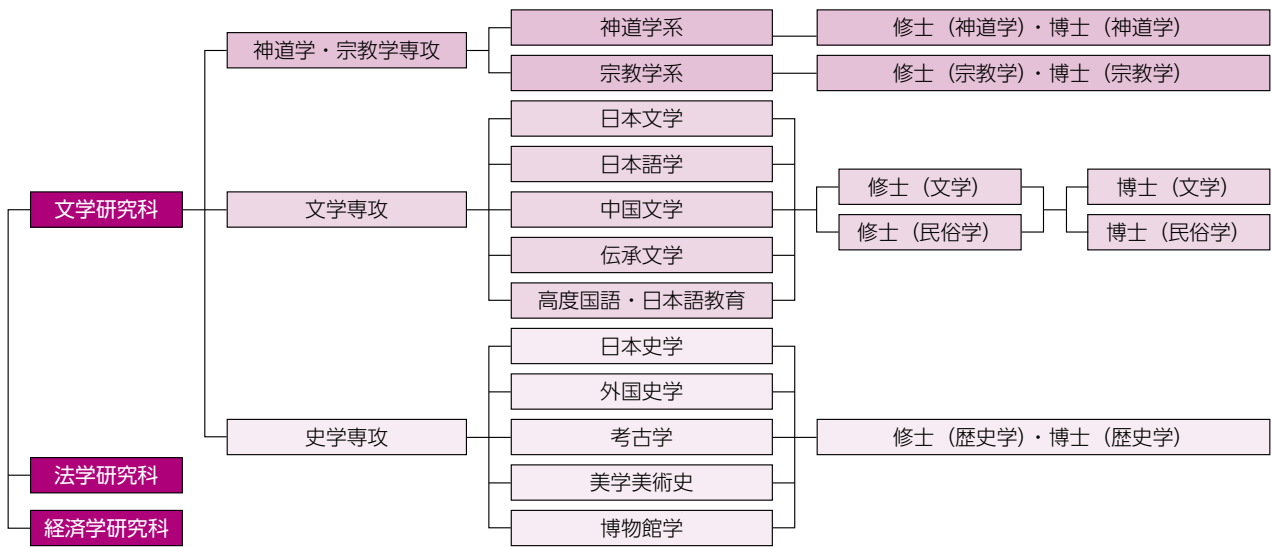 文学研究科
神道学・宗教学専攻
神道学系
修士（神道学）・博士（神道学）
宗教学系
修士（宗教学）・博士（宗教学）
文学専攻
日本文学
日本語学
中国文学
伝承文学
高度国語・日本語教育
修士（文学）
修士（民俗学）
博士（文学）
博士（民俗学）
史学専攻
日本史学
外国史学
考古学
美学美術史
博物館学
修士（歴史学）・博士（歴史学）
法学研究科
経済学研究科